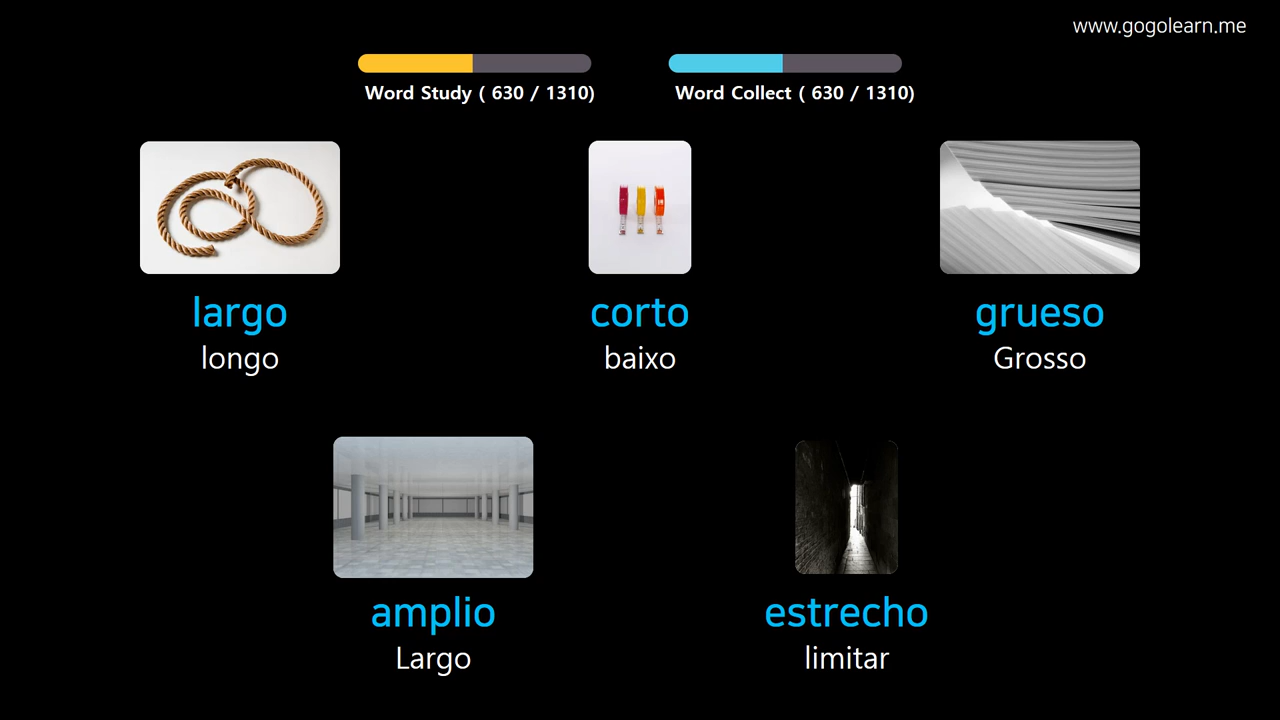 www.gogolearn.me
Word Study ( 630 / 1310)
Word Collect ( 630 / 1310)
largo
longo
corto
baixo
grueso
Grosso
amplio
Largo
estrecho
limitar